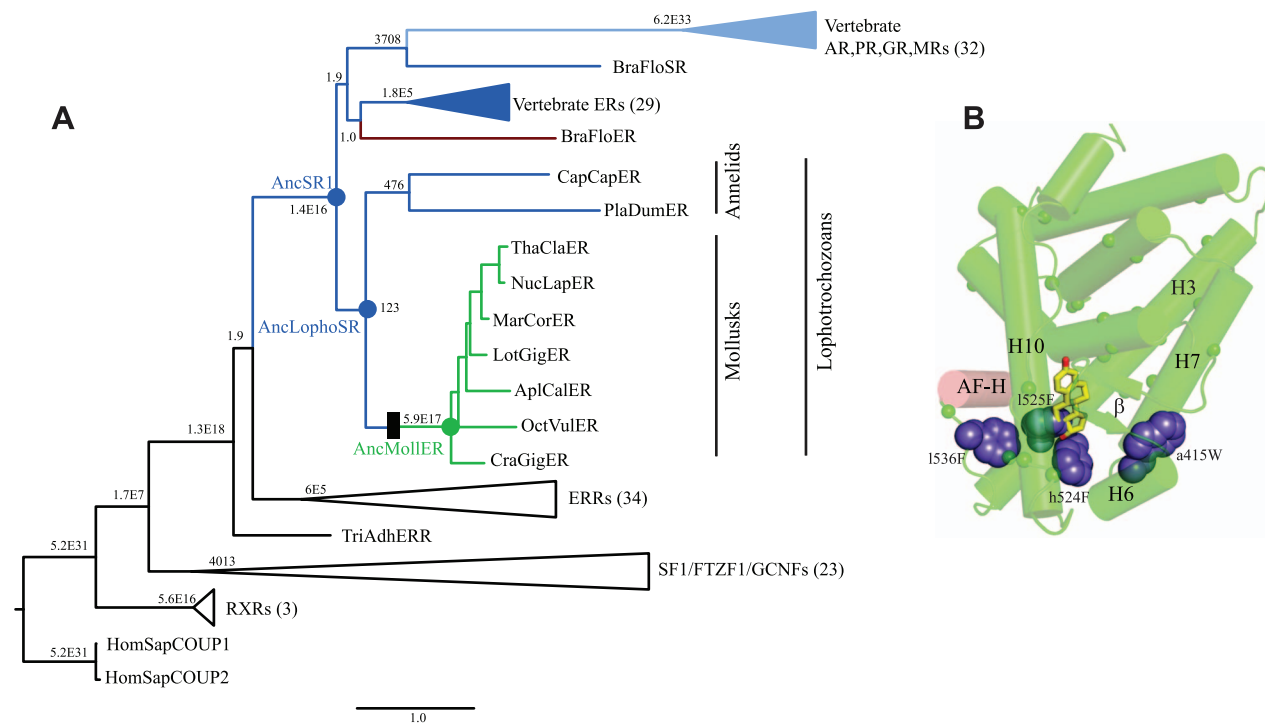 A
6.2E33
Vertebrate
AR,PR,GR,MRs (32)
3708
BraFloSR
1.9
1.8E5
Vertebrate ERs (29)
1.0
BraFloER
AncSR1
1.4E16
476
CapCapER
PlaDumER
Annelids
AncLophoSR
123
ThaClaER
NucLapER
MarCorER
LotGigER
AplCalER
5.9E17
OctVulER
AncMollER
CraGigER
Mollusks
Lophotrochozoans
1.9
1.3E18
6E5
ERRs (34)
1.7E7
TriAdhERR
4013
SF1/FTZF1/GCNFs (23)
5.2E31
5.6E16
RXRs (3)
HomSapCOUP1
5.2E31
HomSapCOUP2
1.0
B
H3
H10
H7
AF-H
l525F
β
l536F
a415W
h524F
H6